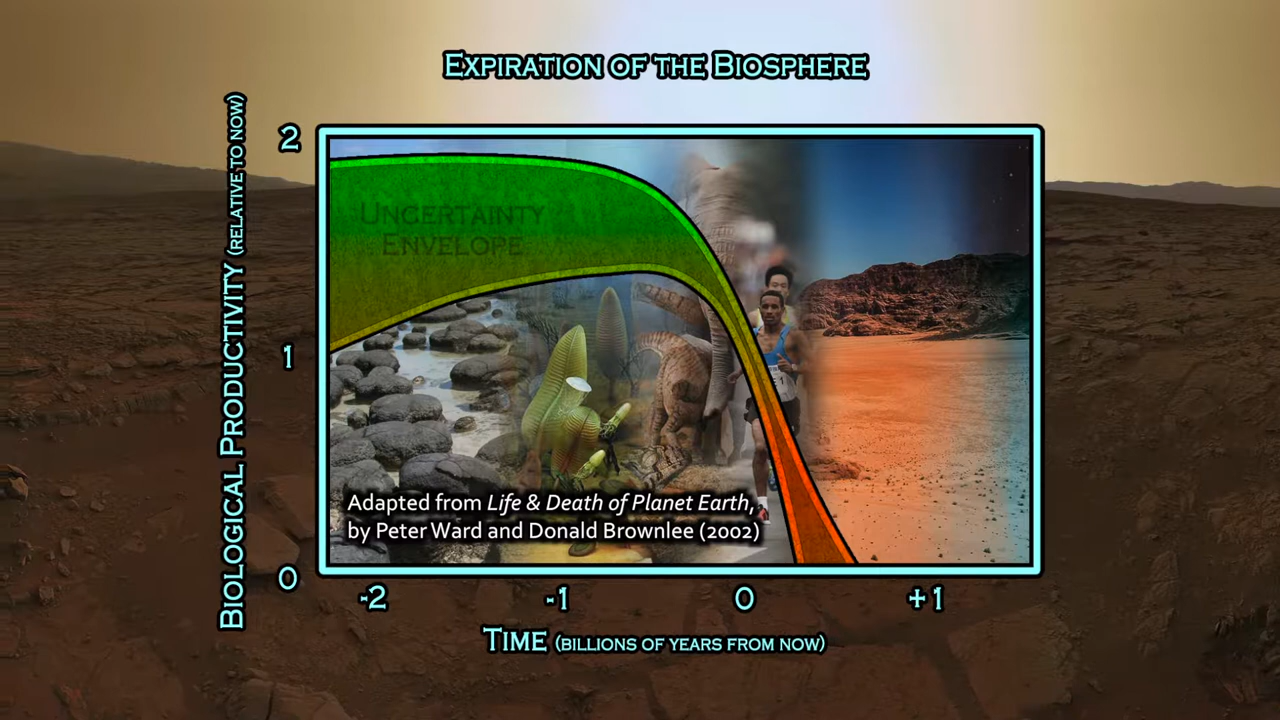 Expiration of the Biosphere
Biological Productivity (relative to now)
2
1
0
Uncertainty
Envelope
Adapted from Life & Death of Planet Earth,
by Peter Ward and Donald Brownlee (2002)
-2
-1
0
+1
Time (billions of years from now)